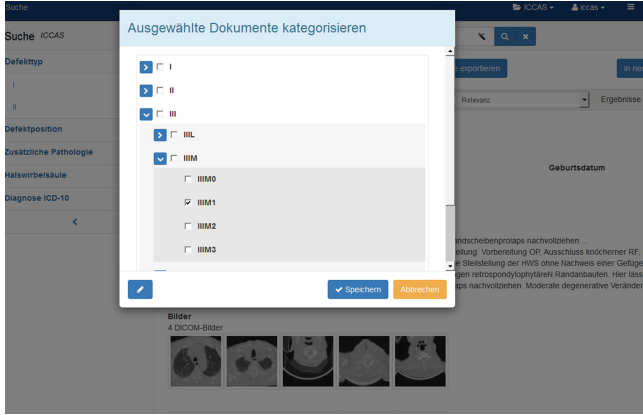 Suche
ICCAS
iccas
Suche ICCAS
Defekttyp
I
II
Defektposition
Zusätzliche Pathologie
Halswirbelsäule
Diagnose ICD-10
Ausgewählte Dokumente kategorisieren
I
II
III
IIIL
IIIM
IIIM0
IIIM1
IIIM2
IIIM3
Speichern
Abbrechen
exportieren
In ne
Relevanz
Ergebnisse
Geburtsdatum
ndscheibenprolaps nachvollziehen ...
ellung: Vorbereitung OP, Ausschluss knöcherner RF,
e Steilstellung der HWS ohne Nachweis einer Gefüge
gen retrospondylophytäreN Randanbauten. Hier läss
aps nachvollziehen. Moderate degenerative Veränder
Bilder
4 DICOM-Bilder